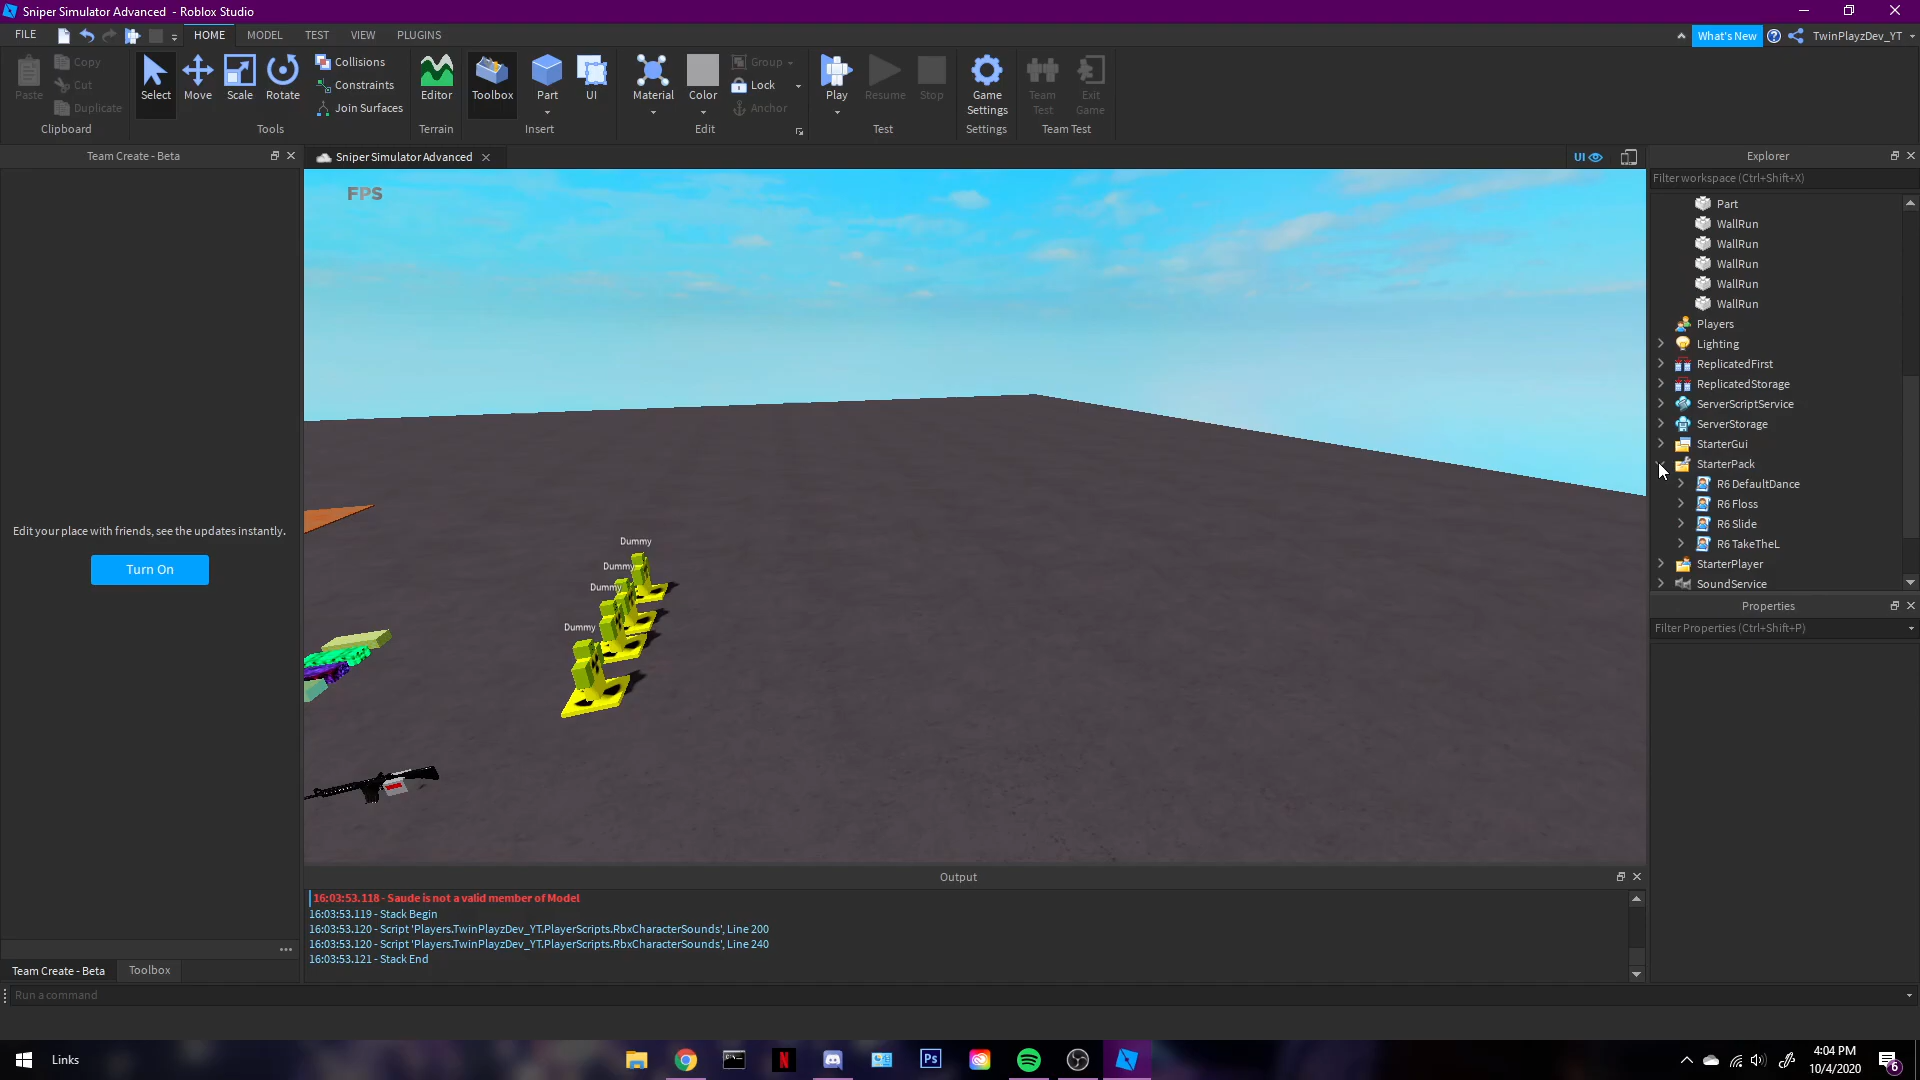 Sniper Simulator Advanced - Roblox Studio
FILE HOME MODEL TEST VIEW PLUGINS What's New TwinPlayzDev_YT
Paste Copy Cut Duplicate
Select Move Scale Rotate
Collisions
Constraints
Join Surfaces
Editor Toolbox Part UI
Material Color Group Lock Anchor
Play Resume Stop
Game Settings Team Test Exit Game
Clipboard Tools Terrain Insert Edit Test Settings Team Test
Team Create - Beta
Sniper Simulator Advanced
UI
Explorer
Filter workspace (Ctrl+Shift+X)
FPS
Part
WallRun
WallRun
WallRun
WallRun
WallRun
Players
Lighting
ReplicatedFirst
ReplicatedStorage
ServerScriptService
ServerStorage
StarterGui
StarterPack
R6 DefaultDance
R6 Floss
R6 Slide
R6 TakeTheL
StarterPlayer
SoundService
Edit your place with friends, see the updates instantly.
Turn On
Dummy
Dummy
Dummy
Dummy
Properties
Filter Properties (Ctrl+Shift+P)
Output
16:03:53.118 - Saude is not a valid member of Model
16:03:53.119 - Stack Begin
16:03:53.120 - Script 'Players.TwinPlayzDev_YT.PlayerScripts.RbxCharacterSounds', Line 200
16:03:53.120 - Script 'Players.TwinPlayzDev_YT.PlayerScripts.RbxCharacterSounds', Line 240
16:03:53.121 - Stack End
Team Create - Beta Toolbox
Run a command
Links
N
Ps
4:04 PM
10/4/2020
6